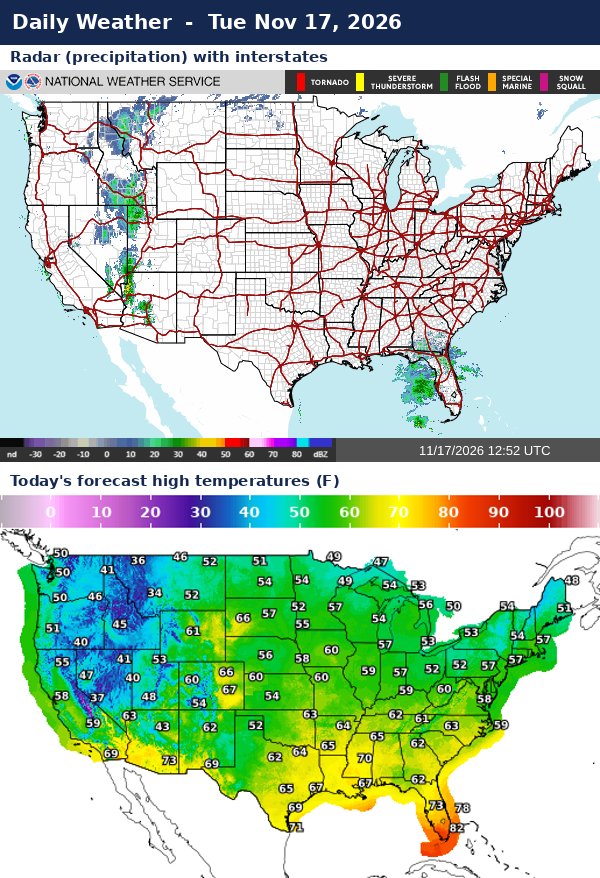 Daily Weather - Tue Nov 17, 2026
Radar (precipitation) with interstates
NATIONAL WEATHER SERVICE
TORNADO
SEVERE THUNDERSTORM
FLASH FLOOD
SPECIAL MARINE
SNOW SQUALL
nd -30 -20 -10 0 10 20 30 40 50 60 70 80 dBZ
11/17/2026 12:52 UTC
Today's forecast high temperatures (F)
0 10 20 30 40 50 60 70 80 90 100
50 36 46 52 51 49 47
50 41 54 54 49 54 53 48
50 46 34 52 52 57 56 50 54 51
51 45 61 66 57 55 54 53 53 54 57
40 60 57
55 41 53 56 58 59 57 52 52 57 57
47 40 60 66 60 60
58 37 48 54 67 54 59 60 58
59 63 43 62 52 63 64 62 61 63 59
69 73 69 62 64 65 65 62
70
65 67 67 62
69 73 78
71 82